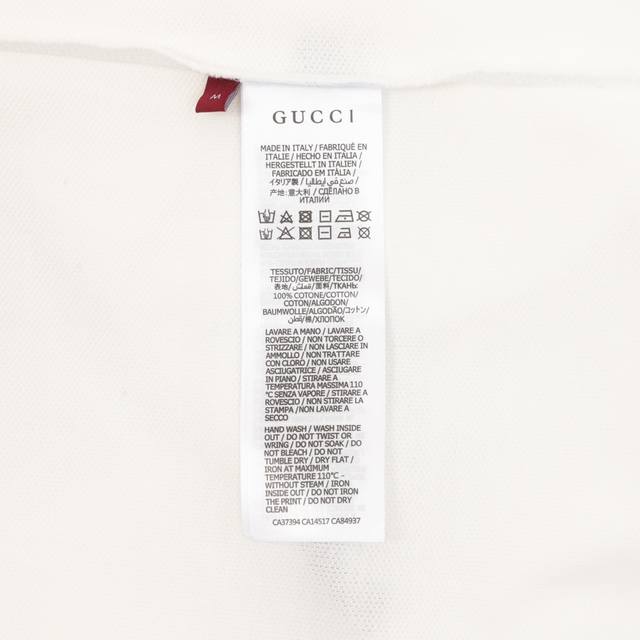 M
GUCCI
MADE IN ITALY / FABRIQUÉ EN
ITALIE / HECHO EN ITALIA /
HERGESTELLT IN ITALIEN /
FABRICADO EM ITÁLIA /
イタリア製 / صنع في ايطاليا /
产地：意大利 / СДЕЛАНО В
ИТАЛИИ
TESSUTO/FABRIC/TISSU/
TEJIDO/GEWEBE/TECIDO/
表地/قماش/面料/ТКАНЬ:
100% COTONE/COTTON/
COTON/ALGODON/
BAUMWOLLE/ALGODÃO/コットン/
قطن/棉/ХЛОПОК
LAVARE A MANO / LAVARE A
ROVESCIO / NON TORCERE O
STRIZZARE / NON LASCIARE IN
AMMOLLO / NON TRATTARE
CON CLORO / NON USARE
ASCIUGATRICE / ASCIUGARE
IN PIANO / STIRARE A
TEMPERATURA MASSIMA 110
°C SENZA VAPORE / STIRARE A
ROVESCIO / NON STIRARE LA
STAMPA /NON LAVARE A
SECCO
HAND WASH / WASH INSIDE
OUT / DO NOT TWIST OR
WRING / DO NOT SOAK / DO
NOT BLEACH / DO NOT
TUMBLE DRY / DRY FLAT /
IRON AT MAXIMUM
TEMPERATURE 110°C -
WITHOUT STEAM / IRON
INSIDE OUT / DO NOT IRON
THE PRINT / DO NOT DRY
CLEAN
CA37394 CA14517 CA84937